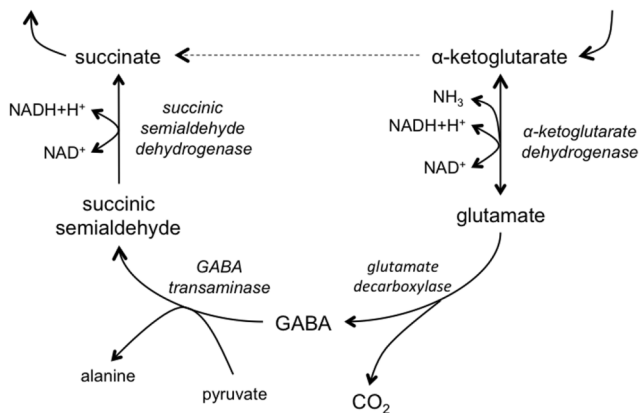 succinate
α-ketoglutarate
NADH+H⁺
NAD⁺
succinic
semialdehyde
dehydrogenase
NH₃
NADH+H⁺
NAD⁺
α-ketoglutarate
dehydrogenase
succinic
semialdehyde
glutamate
GABA
transaminase
glutamate
decarboxylase
GABA
alanine
pyruvate
CO₂